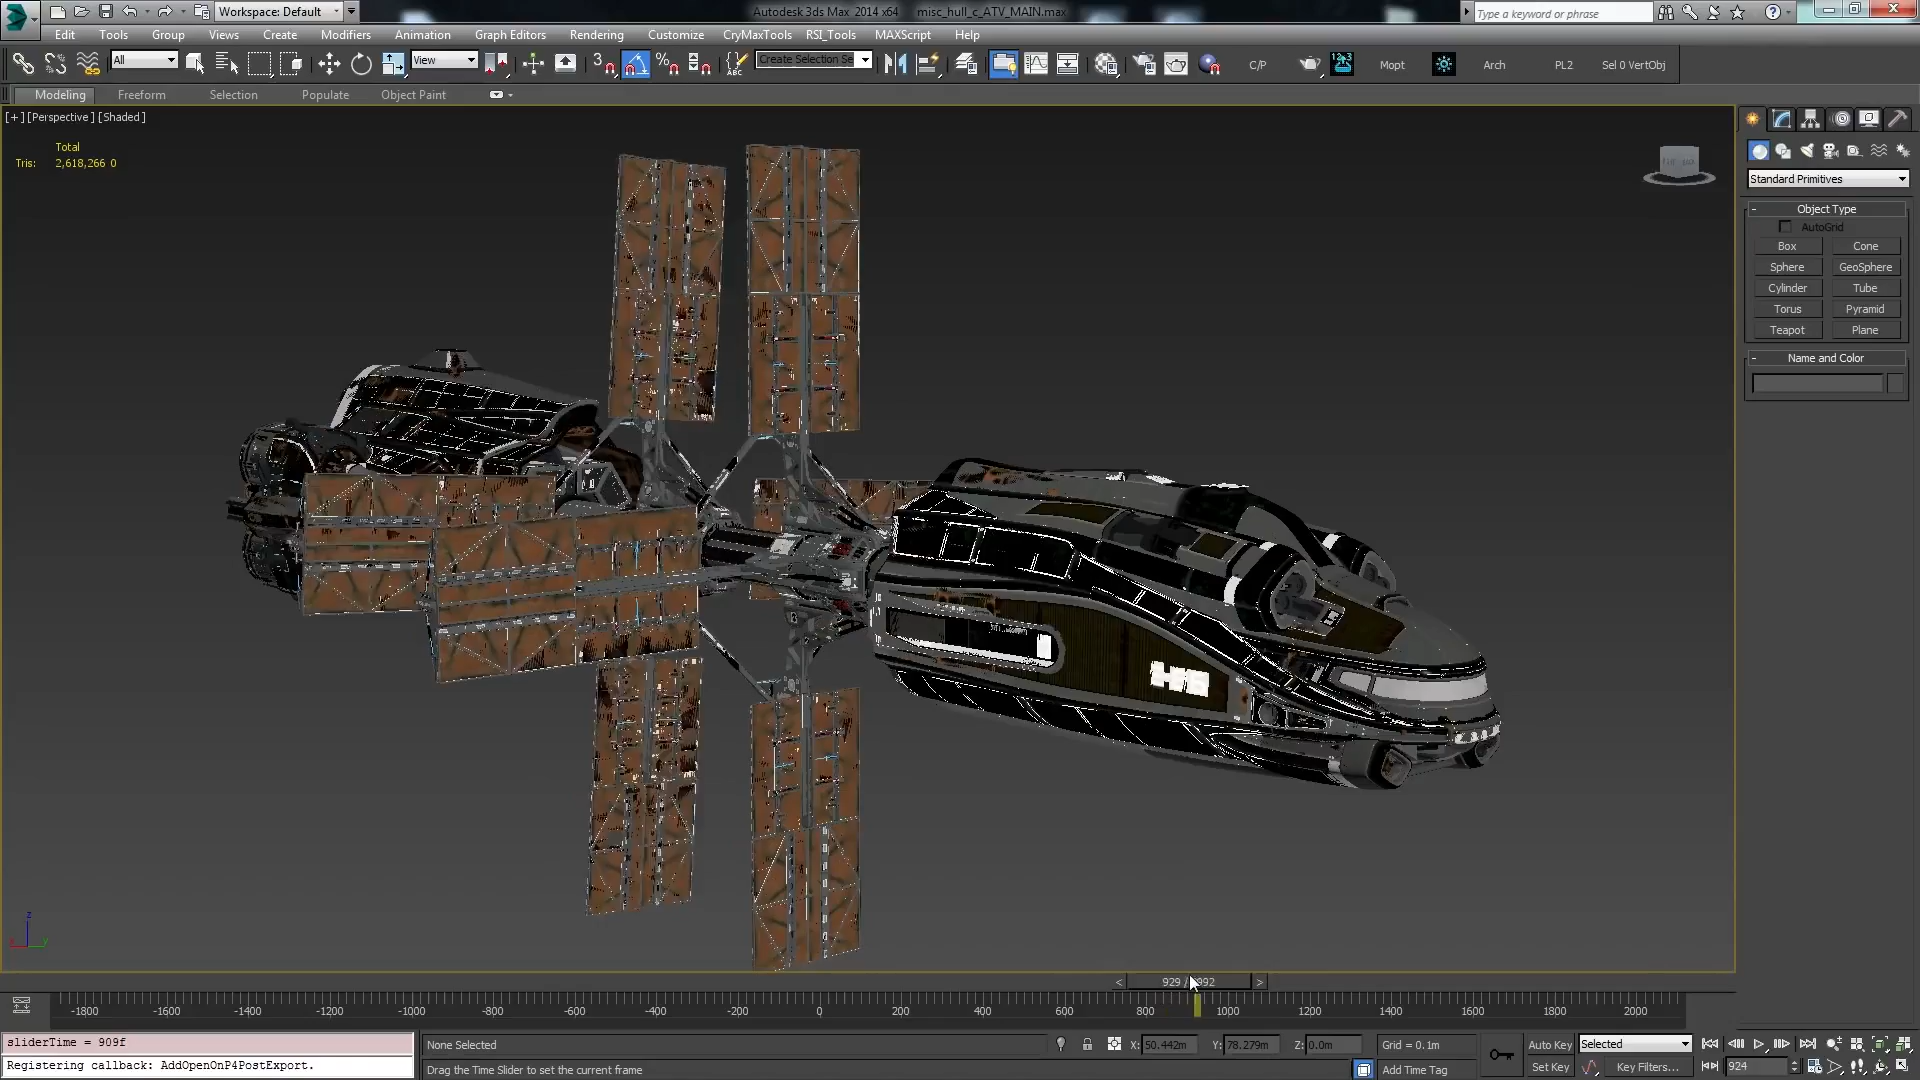 Workspace: Default
Autodesk 3ds Max 2014 x64 misc_hull_c_ATV_MAIN.max
Type a keyword or phrase
Edit Tools Group Views Create Modifiers Animation Graph Editors Rendering Customize CryMaxTools RSI_Tools MAXScript Help
All View Create Selection Se C/P Mopt Arch PL2 Sel 0 VertObj
Modeling Freeform Selection Populate Object Paint
[+] [Perspective] [Shaded]
Total
Tris: 2,618,266 0
Standard Primitives
Object Type
AutoGrid
Box Cone
Sphere GeoSphere
Cylinder Tube
Torus Pyramid
Teapot Plane
Name and Color
< 929 / >
-1800 -1600 -1400 -1200 -1000 -800 -600 -400 -200 0 200 400 600 800 1000 1200 1400 1600 1800 2000
sliderTime = 909f
Registering callback: AddOpenOnP4PostExport.
None Selected
X: 50.442m Y: 78.279m Z: 0.0m Grid = 0.1m
Auto Key Selected
Drag the Time Slider to set the current frame
Add Time Tag
Set Key Key Filters... 924